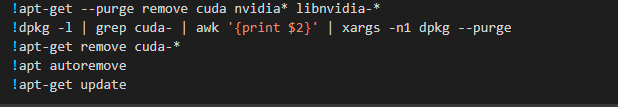 !apt-get --purge remove cuda nvidia* libnvidia-*
!dpkg -l | grep cuda- | awk '{print $2}' | xargs -n1 dpkg --purge
!apt-get remove cuda-*
!apt autoremove
!apt-get update